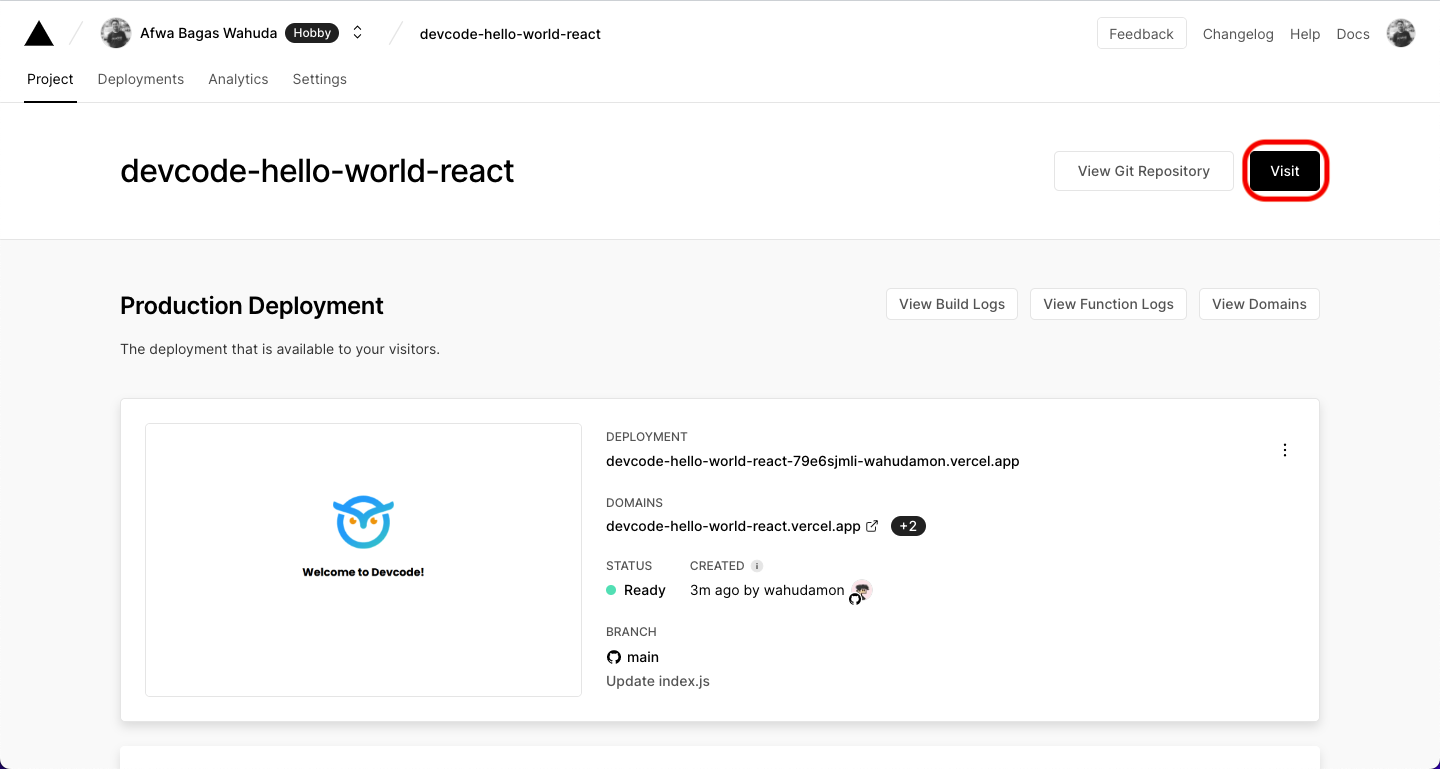 Afwa Bagas Wahuda Hobby devcode-hello-world-react Feedback Changelog Help Docs
Project Deployments Analytics Settings
devcode-hello-world-react View Git Repository Visit
Production Deployment View Build Logs View Function Logs View Domains
The deployment that is available to your visitors.
DEPLOYMENT
devcode-hello-world-react-79e6sjmli-wahudamon.vercel.app
DOMAINS
devcode-hello-world-react.vercel.app +2
Welcome to Devcode!
STATUS CREATED
Ready 3m ago by wahudamon
BRANCH
main
Update index.js